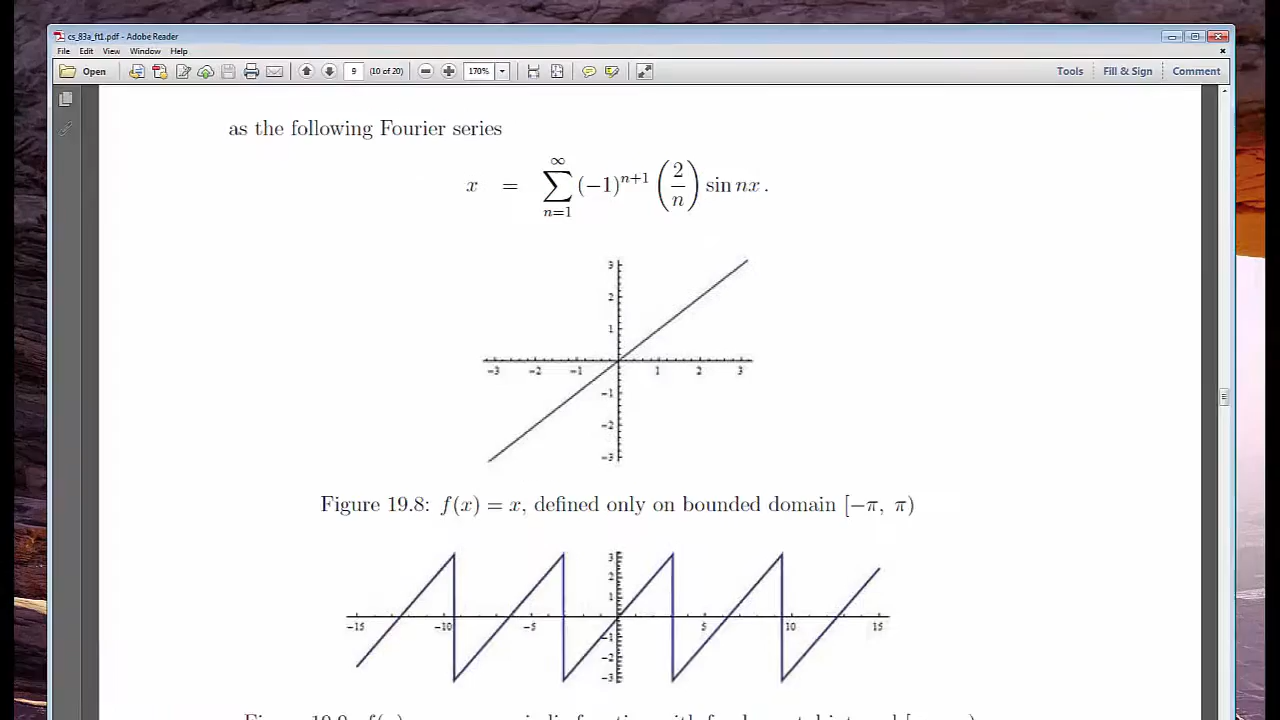 cs_83a_ft1.pdf - Adobe Reader
File Edit View Window Help
Open 9 (10 of 20) 170% Tools Fill & Sign Comment
as the following Fourier series
x = ∑_{n=1}^{∞} (−1)^{n+1} (2/n) sin nx .
3
2
1
−3 −2 −1 1 2 3
−1
−2
−3
Figure 19.8: f(x) = x, defined only on bounded domain [−π, π)
3
2
1
−15 −10 −5 5 10 15
−1
−2
−3